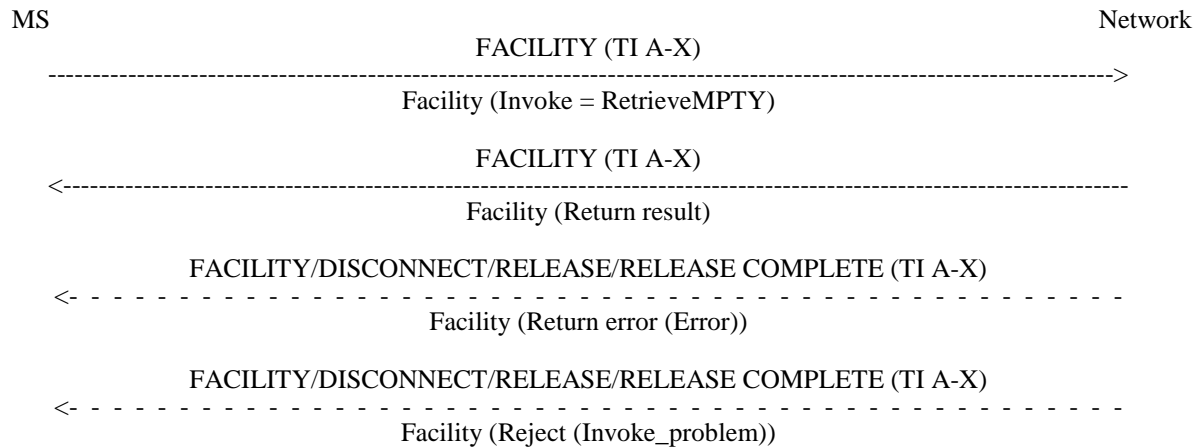 MS Network
FACILITY (TI A-X)
Facility (Invoke = RetrieveMPTY)
FACILITY (TI A-X)
Facility (Return result)
FACILITY/DISCONNECT/RELEASE/RELEASE COMPLETE (TI A-X)
Facility (Return error (Error))
FACILITY/DISCONNECT/RELEASE/RELEASE COMPLETE (TI A-X)
Facility (Reject (Invoke_problem))